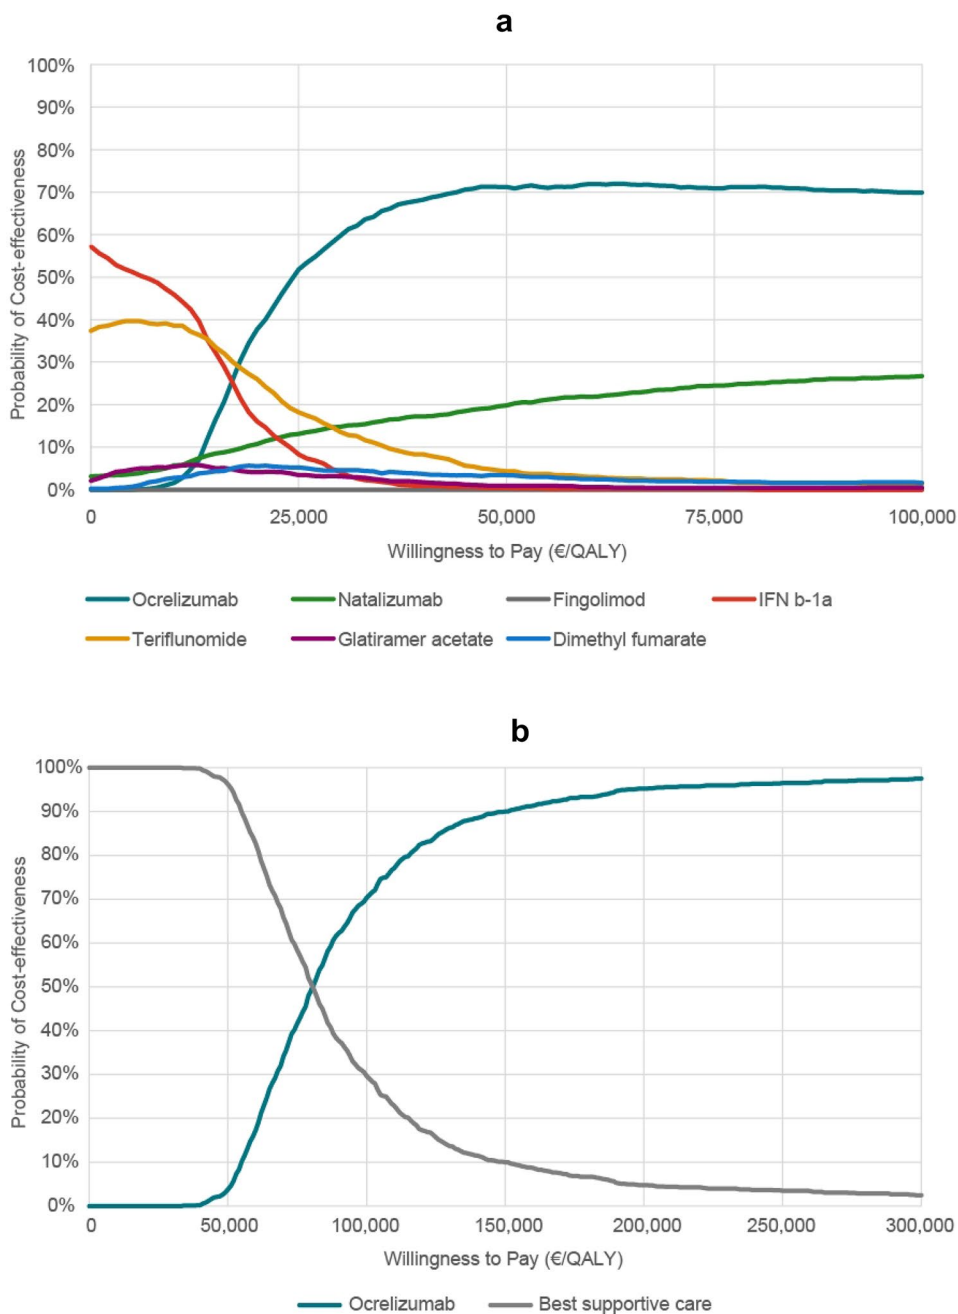 a
100%
90%
80%
70%
60%
50%
40%
30%
20%
10%
0%
Probability of Cost-effectiveness
0 25,000 50,000 75,000 100,000
Willingness to Pay (€/QALY)
Ocrelizumab Natalizumab Fingolimod IFN b-1a
Teriflunomide Glatiramer acetate Dimethyl fumarate
b
100%
90%
80%
70%
60%
50%
40%
30%
20%
10%
0%
Probability of Cost-effectiveness
0 50,000 100,000 150,000 200,000 250,000 300,000
Willingness to Pay (€/QALY)
Ocrelizumab Best supportive care